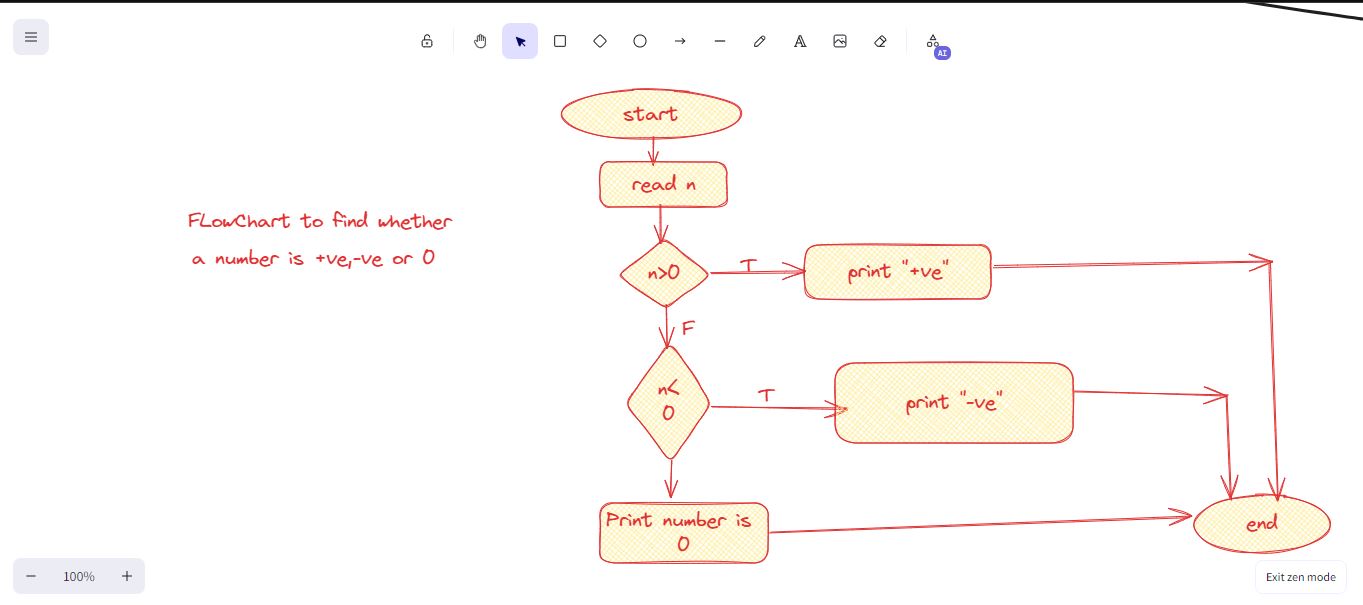 AI
start
read n
FLowChart to find whether
a number is +ve,-ve or 0
n>0
T
print "+ve"
F
n<
0
T
print "-ve"
Print number is
0
end
100%
Exit zen mode